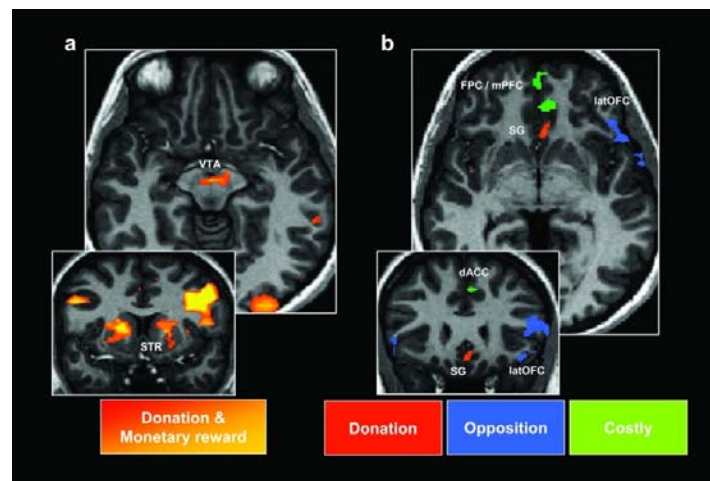 a
VTA
STR
Donation &
Monetary reward
b
FPC / mPFC
latOFC
SG
dACC
SG
latOFC
Donation
Opposition
Costly